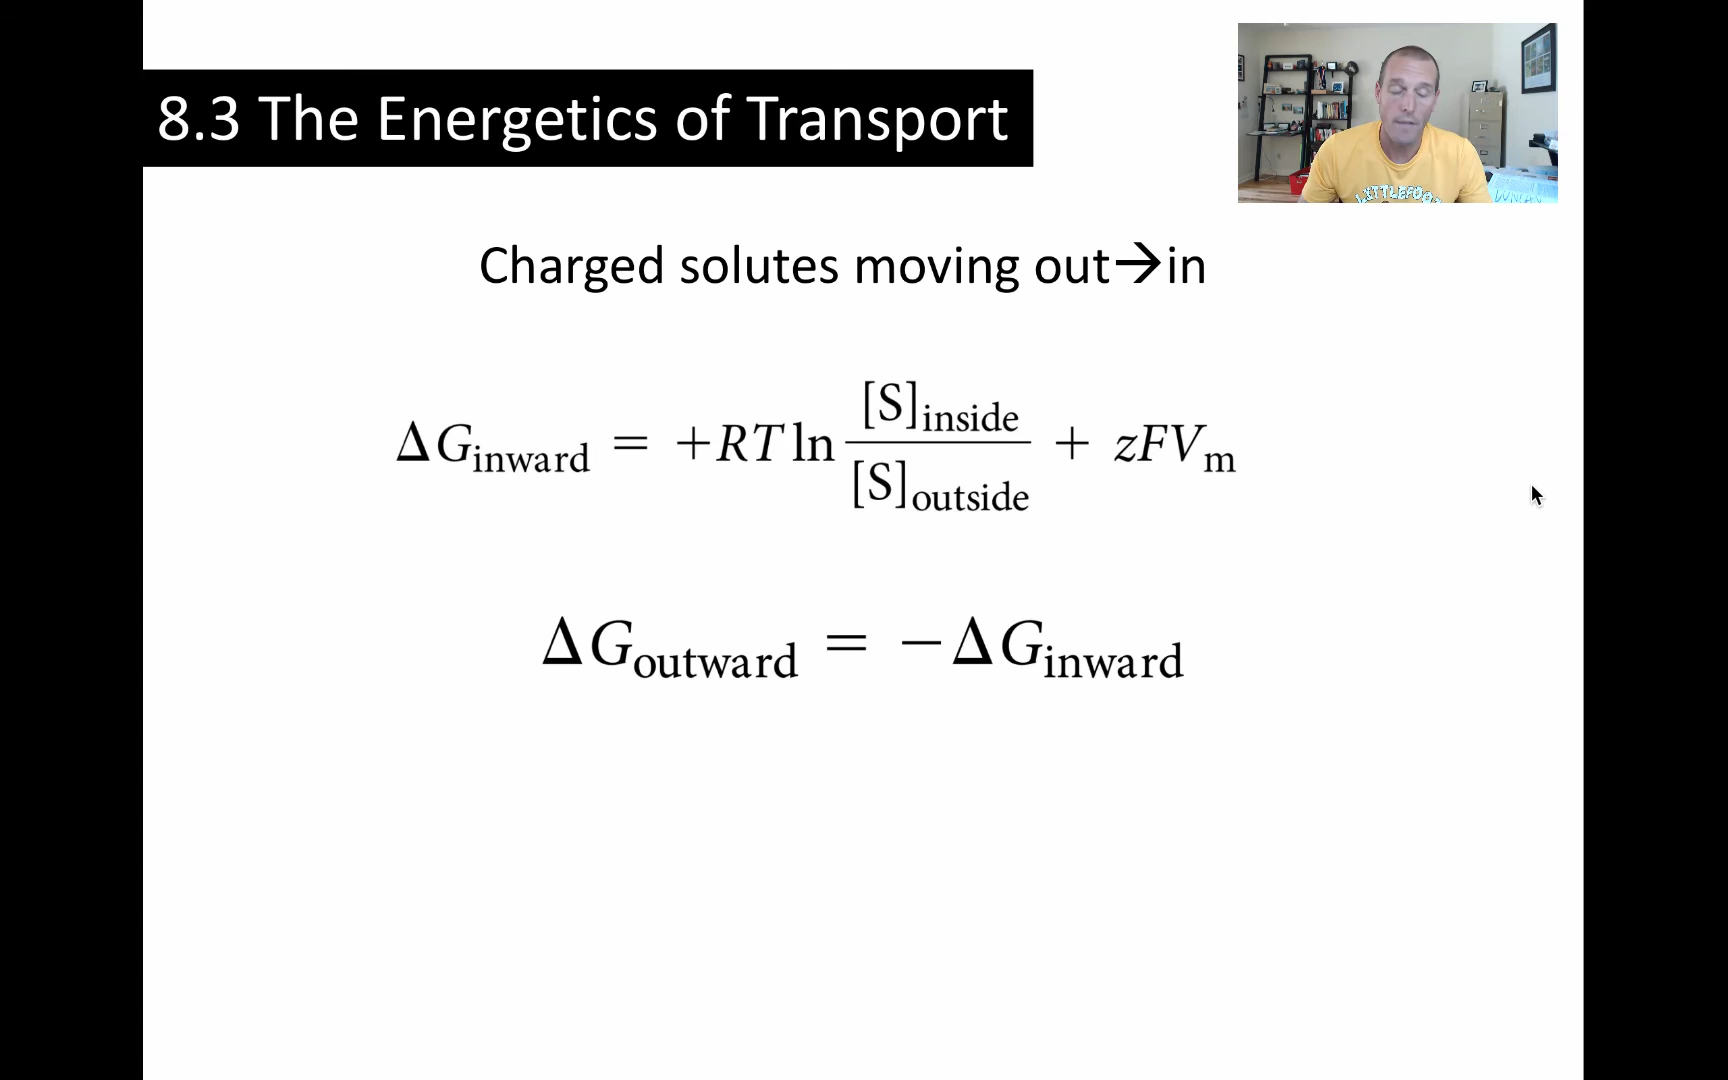 8.3 The Energetics of Transport
Charged solutes moving out→in
ΔG_inward = +RT ln [S]_inside / [S]_outside + zFV_m
ΔG_outward = −ΔG_inward